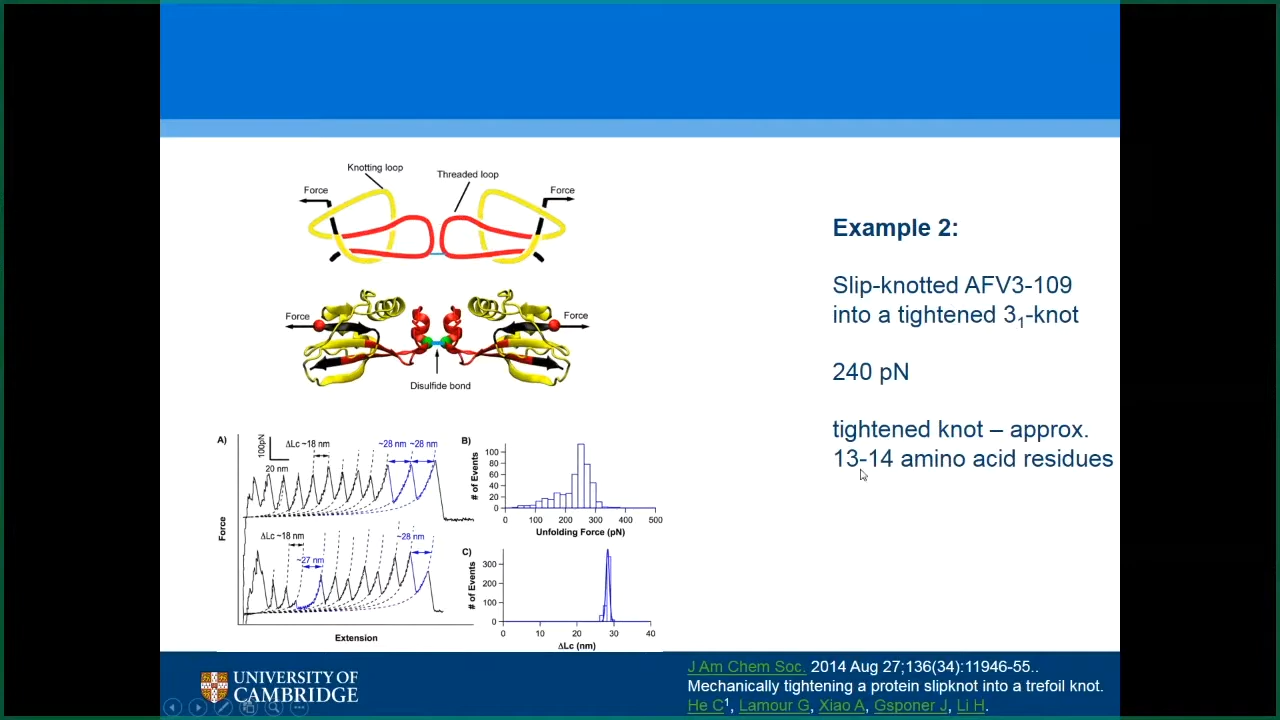 Knotting loop
Threaded loop
Force
Force
Force
Force
Disulfide bond
A)
100pN
20 nm
ΔLc ~18 nm
~28 nm ~28 nm
ΔLc ~18 nm
~27 nm
~28 nm
Force
Extension
B)
# of Events
100
80
60
40
20
0
0 100 200 300 400 500
Unfolding Force (pN)
C)
# of Events
300
200
100
0
0 10 20 30 40
ΔLc (nm)
Example 2:
Slip-knotted AFV3-109
into a tightened 3₁-knot
240 pN
tightened knot – approx.
13-14 amino acid residues
UNIVERSITY OF
CAMBRIDGE
J Am Chem Soc. 2014 Aug 27;136(34):11946-55..
Mechanically tightening a protein slipknot into a trefoil knot.
He C¹, Lamour G, Xiao A, Gsponer J, Li H.